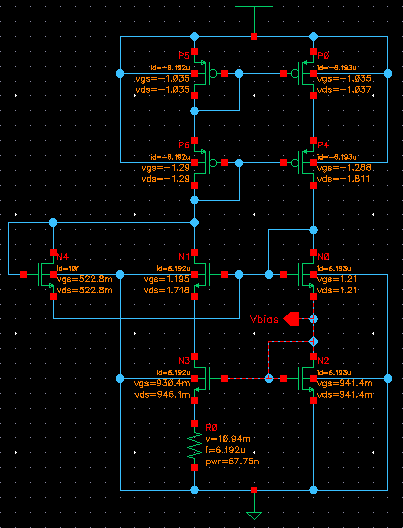 P5
id=-6.192u
vgs=-1.035
vds=-1.035
P0
id=-6.193u
vgs=-1.035
vds=-1.037
P6
id=-6.192u
vgs=-1.29
vds=-1.29
P4
id=-6.193u
vgs=-1.288
vds=-1.811
N4
vgs=522.8m
vds=522.8m
N1
id=6.192u
vgs=1.195
vds=1.718
N0
id=6.193u
vgs=1.21
vds=1.21
Vbias
N3
id=6.192u
vgs=930.4m
vds=946.1m
N2
id=6.193u
vgs=941.4m
vds=941.4m
R0
v=10.94m
i=6.192u
pwr=67.75n